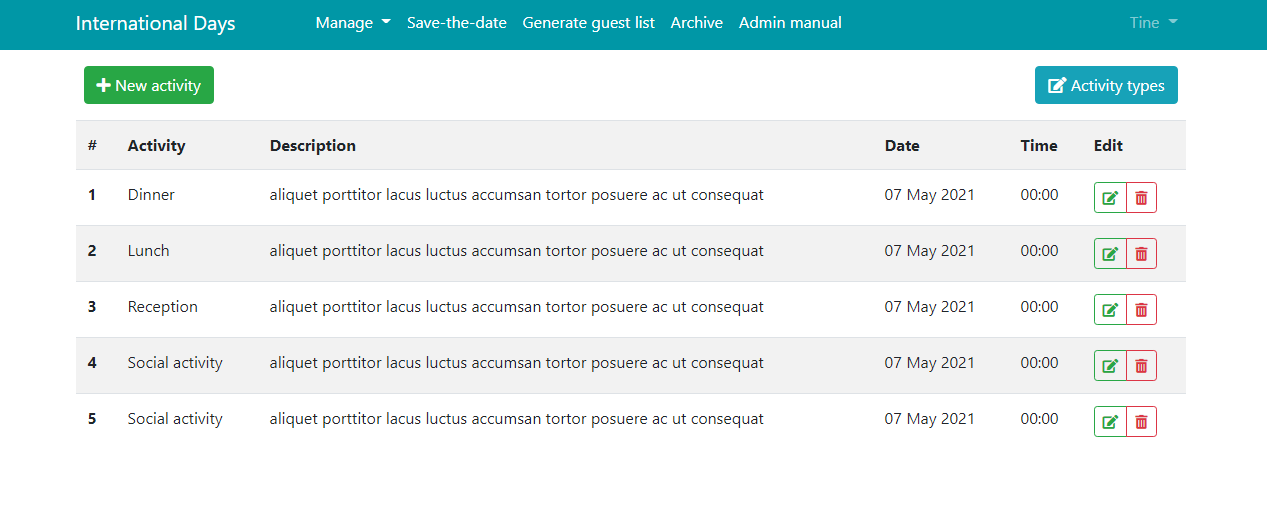 International Days Manage Save-the-date Generate guest list Archive Admin manual Tine
New activity Activity types
# Activity Description Date Time Edit
1 Dinner aliquet porttitor lacus luctus accumsan tortor posuere ac ut consequat 07 May 2021 00:00
2 Lunch aliquet porttitor lacus luctus accumsan tortor posuere ac ut consequat 07 May 2021 00:00
3 Reception aliquet porttitor lacus luctus accumsan tortor posuere ac ut consequat 07 May 2021 00:00
4 Social activity aliquet porttitor lacus luctus accumsan tortor posuere ac ut consequat 07 May 2021 00:00
5 Social activity aliquet porttitor lacus luctus accumsan tortor posuere ac ut consequat 07 May 2021 00:00